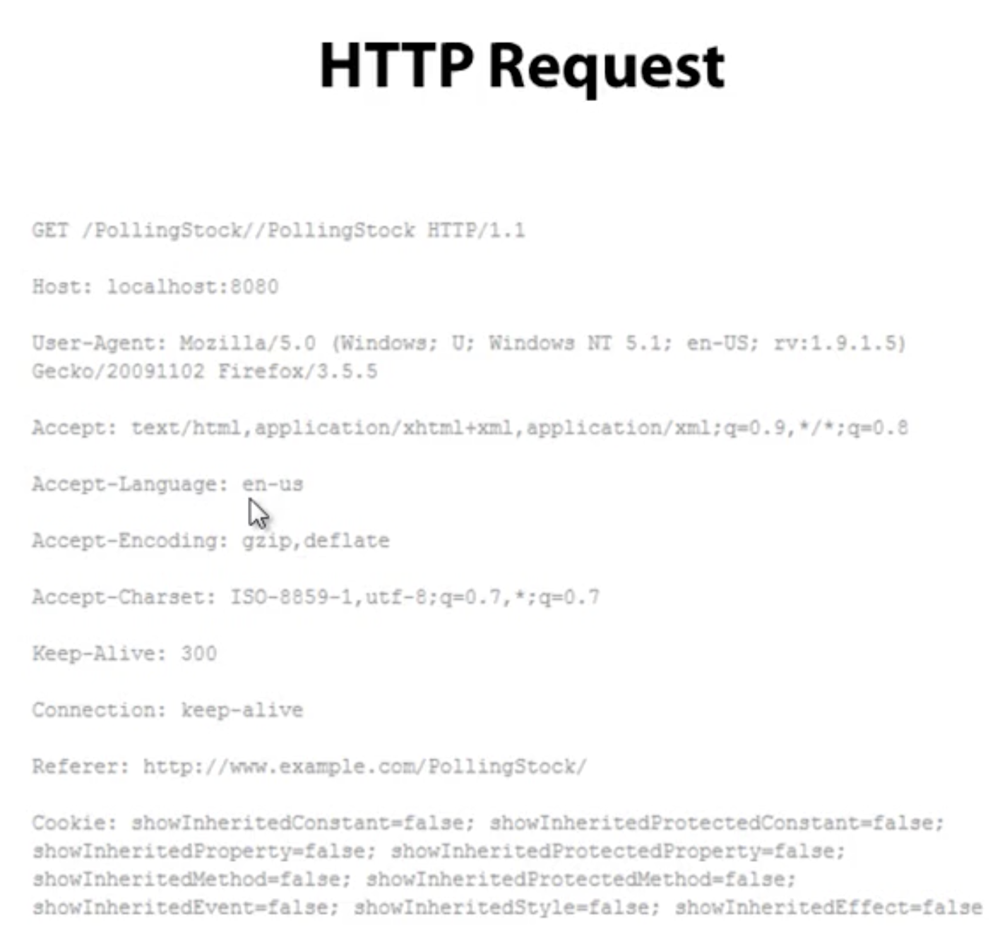 HTTP Request
GET /PollingStock//PollingStock HTTP/1.1
Host: localhost:8080
User-Agent: Mozilla/5.0 (Windows; U; Windows NT 5.1; en-US; rv:1.9.1.5)
Gecko/20091102 Firefox/3.5.5
Accept: text/html,application/xhtml+xml,application/xml;q=0.9,*/*;q=0.8
Accept-Language: en-us
Accept-Encoding: gzip,deflate
Accept-Charset: ISO-8859-1,utf-8;q=0.7,*;q=0.7
Keep-Alive: 300
Connection: keep-alive
Referer: http://www.example.com/PollingStock/
Cookie: showInheritedConstant=false; showInheritedProtectedConstant=false;
showInheritedProperty=false; showInheritedProtectedProperty=false;
showInheritedMethod=false; showInheritedProtectedMethod=false;
showInheritedEvent=false; showInheritedStyle=false; showInheritedEffect=false